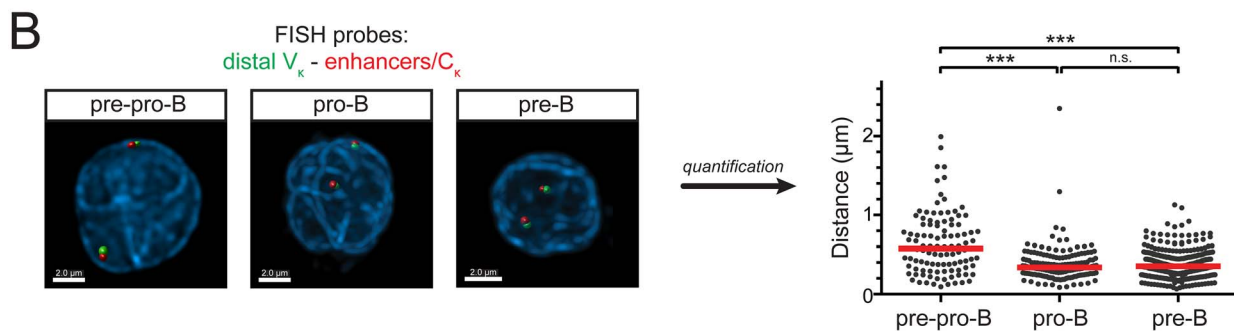 B
FISH probes:
distal Vκ - enhancers/Cκ
pre-pro-B
pro-B
pre-B
2.0 µm
2.0 µm
2.0 µm
quantification
***
***
n.s.
Distance (µm)
2
1
0
pre-pro-B
pro-B
pre-B